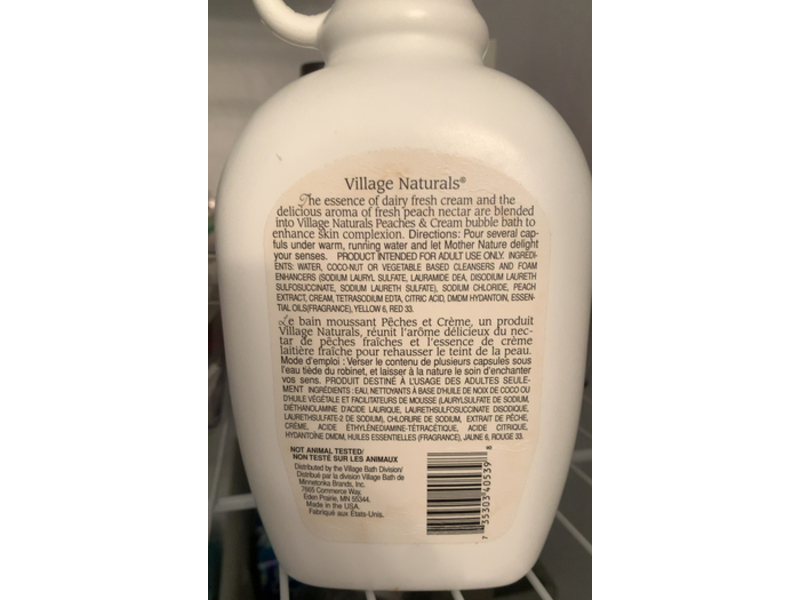 Village Naturals®
The essence of dairy fresh cream and the
delicious aroma of fresh peach nectar are blended
into Village Naturals Peaches & Cream bubble bath to
enhance skin complexion. Directions: Pour several cap-
fuls under warm, running water and let Mother Nature delight
your senses. PRODUCT INTENDED FOR ADULT USE ONLY. INGREDI-
ENTS: WATER, COCO-NUT OR VEGETABLE BASED CLEANSERS AND FOAM
ENHANCERS (SODIUM LAURYL SULFATE, LAURAMIDE DEA, DISODIUM LAURETH
SULFOSUCCINATE, SODIUM LAURETH SULFATE), SODIUM CHLORIDE, PEACH
EXTRACT, CREAM, TETRASODIUM EDTA, CITRIC ACID, DMDM HYDANTOIN, ESSEN-
TIAL OILS(FRAGRANCE), YELLOW 6, RED 33.
Le bain moussant Pêches et Crème, un produit
Village Naturals, réunit l'arôme délicieux du nec-
tar de pêches fraîches et l'essence de crème
laitière fraîche pour rehausser le teint de la peau.
Mode d'emploi : Verser le contenu de plusieurs capsules sous
l'eau tiède du robinet, et laisser à la nature le soin d'enchanter
vos sens. PRODUIT DESTINÉ À L'USAGE DES ADULTES SEULE-
MENT INGRÉDIENTS : EAU, NETTOYANTS À BASE D'HUILE DE NOIX DE COCO OU
D'HUILE VÉGÉTALE ET FACILITATEURS DE MOUSSE (LAURYLSULFATE DE SODIUM,
DIÉTHANOLAMINE D'ACIDE LAURIQUE, LAURETHSULFOSUCCINATE DISODIQUE,
LAURETHSULFATE-2 DE SODIUM), CHLORURE DE SODIUM, EXTRAIT DE PÊCHE,
CRÈME, ACIDE ÉTHYLÈNEDIAMINE-TÉTRACÉTIQUE, ACIDE CITRIQUE,
HYDANTOÏNE DMDM, HUILES ESSENTIELLES (FRAGRANCE), JAUNE 6, ROUGE 33.
NOT ANIMAL TESTED/
NON TESTÉ SUR LES ANIMAUX
Distributed by the Village Bath Division/
Distribué par la division Village Bath de
Minnetonka Brands, Inc.
7665 Commerce Way,
Eden Prairie, MN 55344.
Made in the USA.
Fabriqué aux États-Unis.
7 35303 40539 8